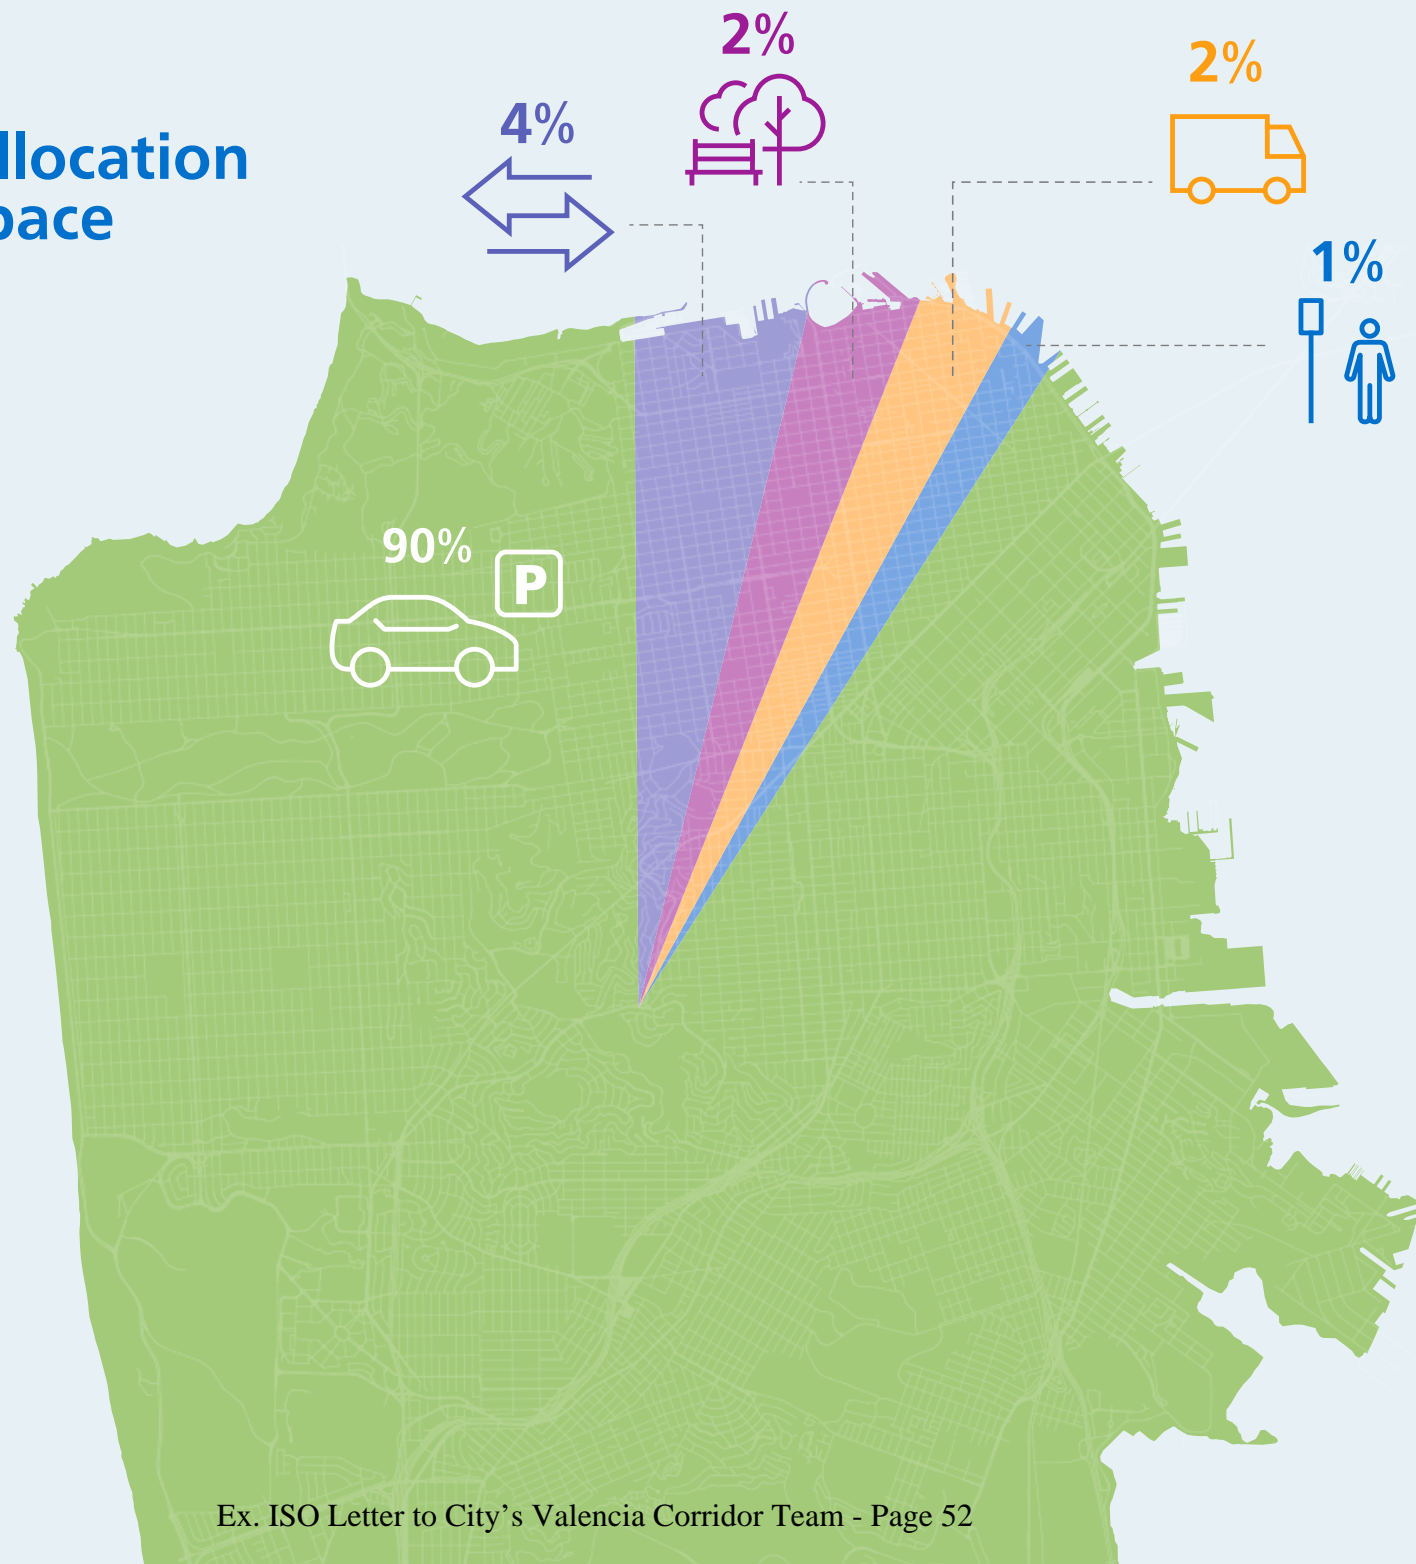 llocation
pace
4%
2%
2%
1%
90%
P
Ex. ISO Letter to City’s Valencia Corridor Team - Page 52